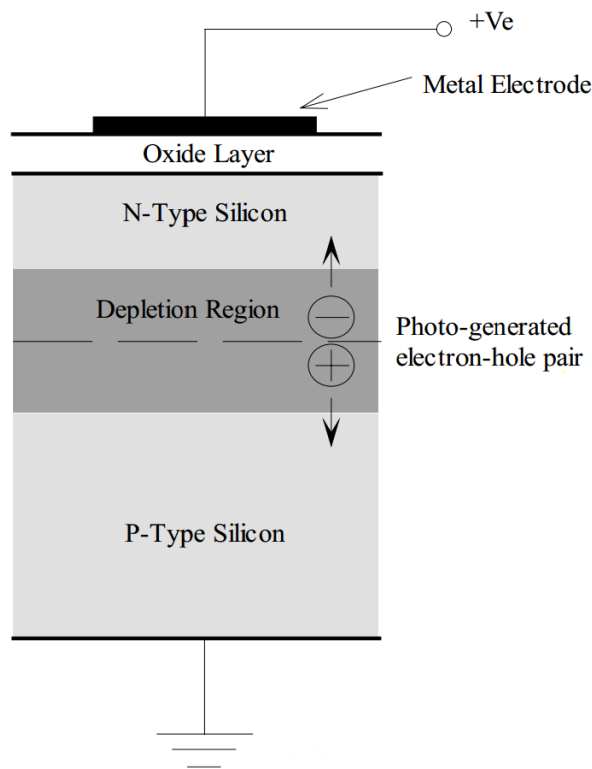 +Ve
Metal Electrode
Oxide Layer
N-Type Silicon
Depletion Region
Photo-generated
electron-hole pair
P-Type Silicon